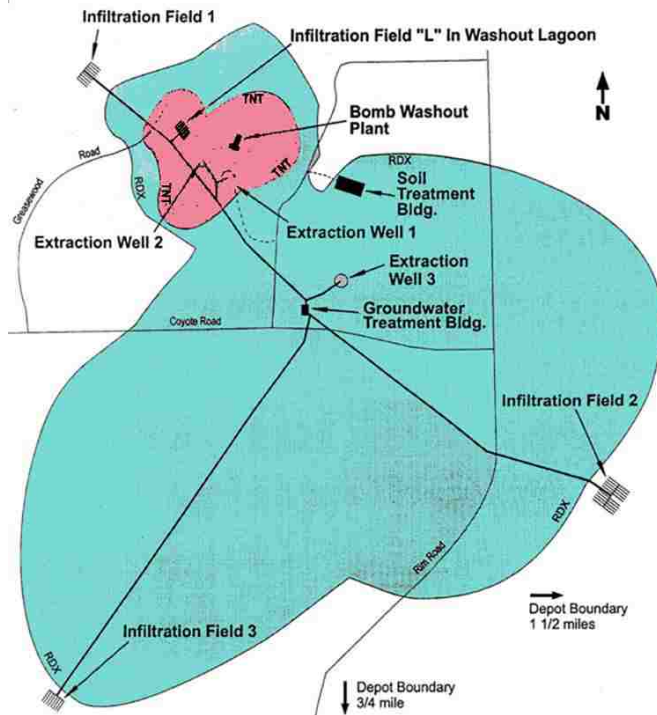 Infiltration Field 1
Infiltration Field "L" In Washout Lagoon
TNT
Bomb Washout
Plant
N
Road
Greasewood
RDX
TNT
TNT
RDX
Soil
Treatment
Bldg.
Extraction Well 2
Extraction Well 1
Extraction
Well 3
Groundwater
Treatment Bldg.
Coyote Road
Infiltration Field 2
RDX
Rim Road
Depot Boundary
1 1/2 miles
Infiltration Field 3
RDX
Depot Boundary
3/4 mile